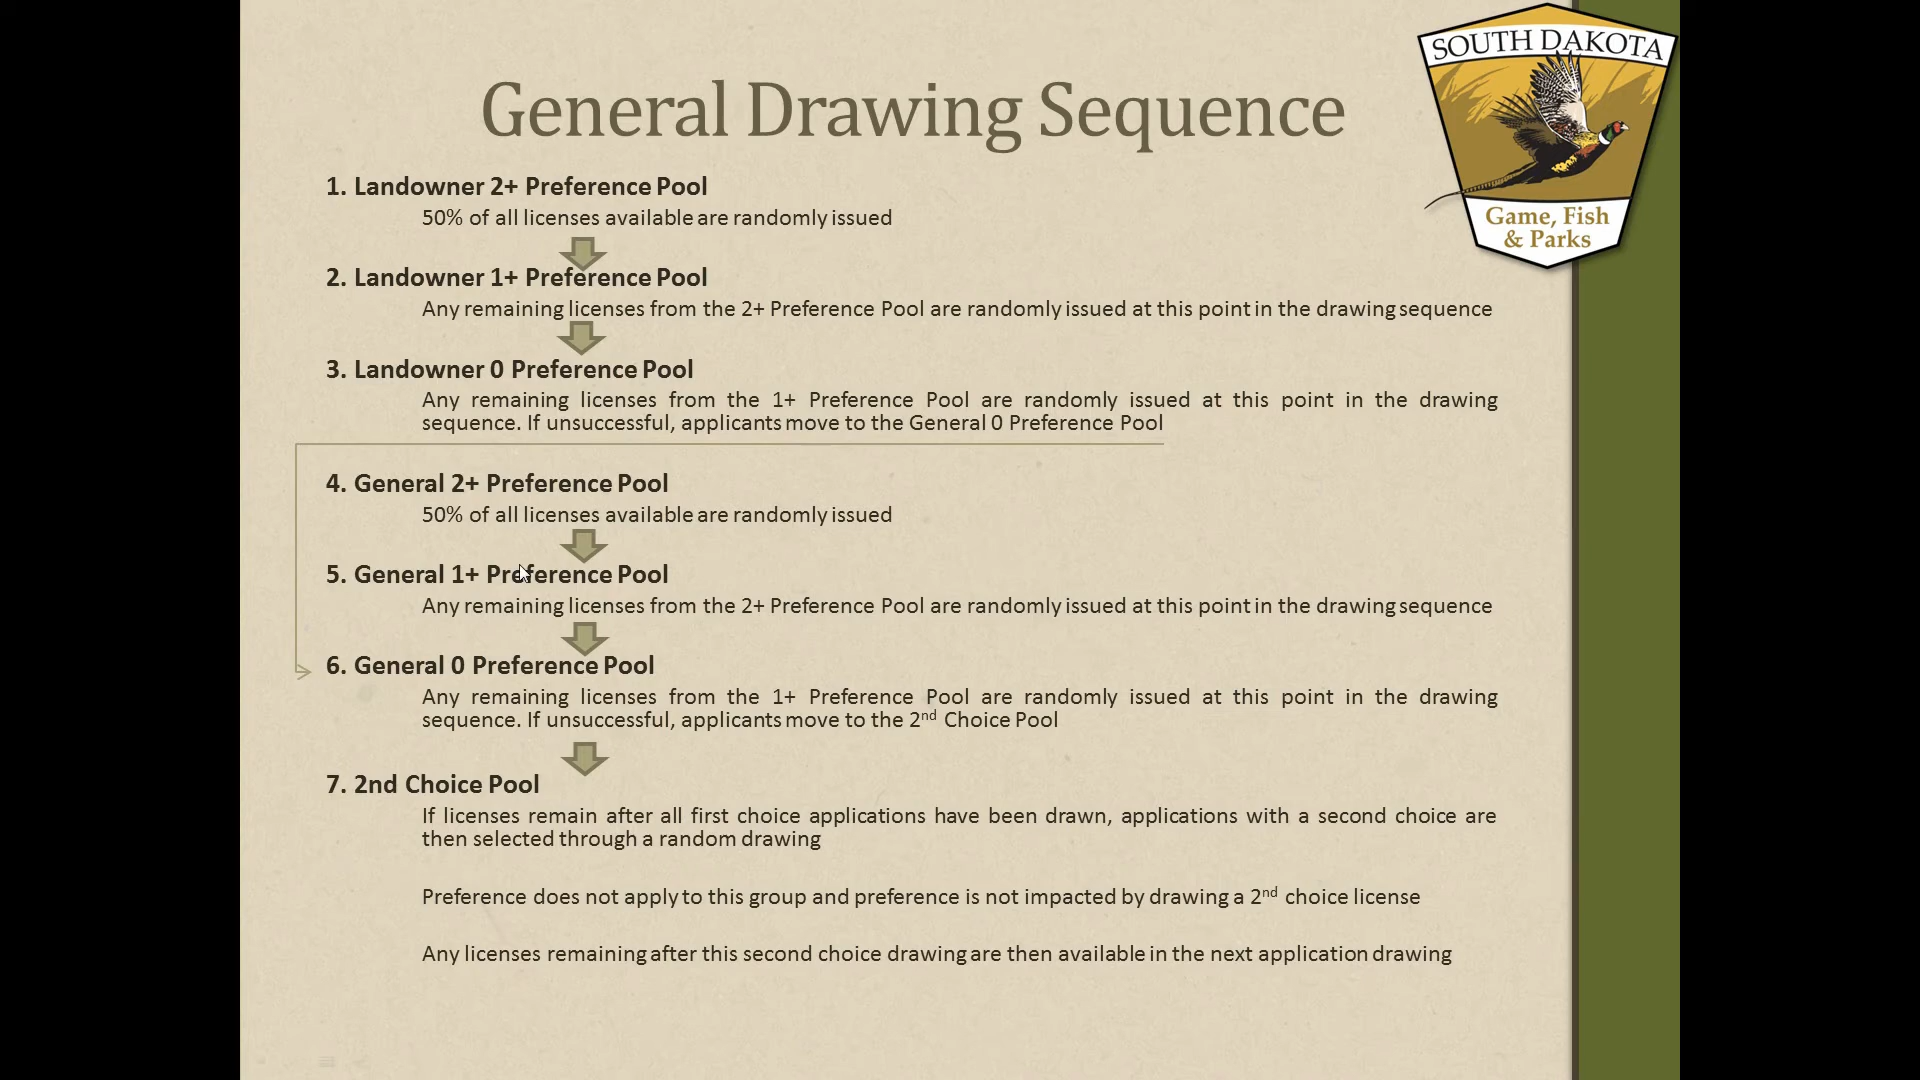 SOUTH DAKOTA
Game, Fish
& Parks
General Drawing Sequence
1. Landowner 2+ Preference Pool
50% of all licenses available are randomly issued
2. Landowner 1+ Preference Pool
Any remaining licenses from the 2+ Preference Pool are randomly issued at this point in the drawing sequence
3. Landowner 0 Preference Pool
Any remaining licenses from the 1+ Preference Pool are randomly issued at this point in the drawing
sequence. If unsuccessful, applicants move to the General 0 Preference Pool
4. General 2+ Preference Pool
50% of all licenses available are randomly issued
5. General 1+ Preference Pool
Any remaining licenses from the 2+ Preference Pool are randomly issued at this point in the drawing sequence
6. General 0 Preference Pool
Any remaining licenses from the 1+ Preference Pool are randomly issued at this point in the drawing
sequence. If unsuccessful, applicants move to the 2nd Choice Pool
7. 2nd Choice Pool
If licenses remain after all first choice applications have been drawn, applications with a second choice are
then selected through a random drawing
Preference does not apply to this group and preference is not impacted by drawing a 2nd choice license
Any licenses remaining after this second choice drawing are then available in the next application drawing